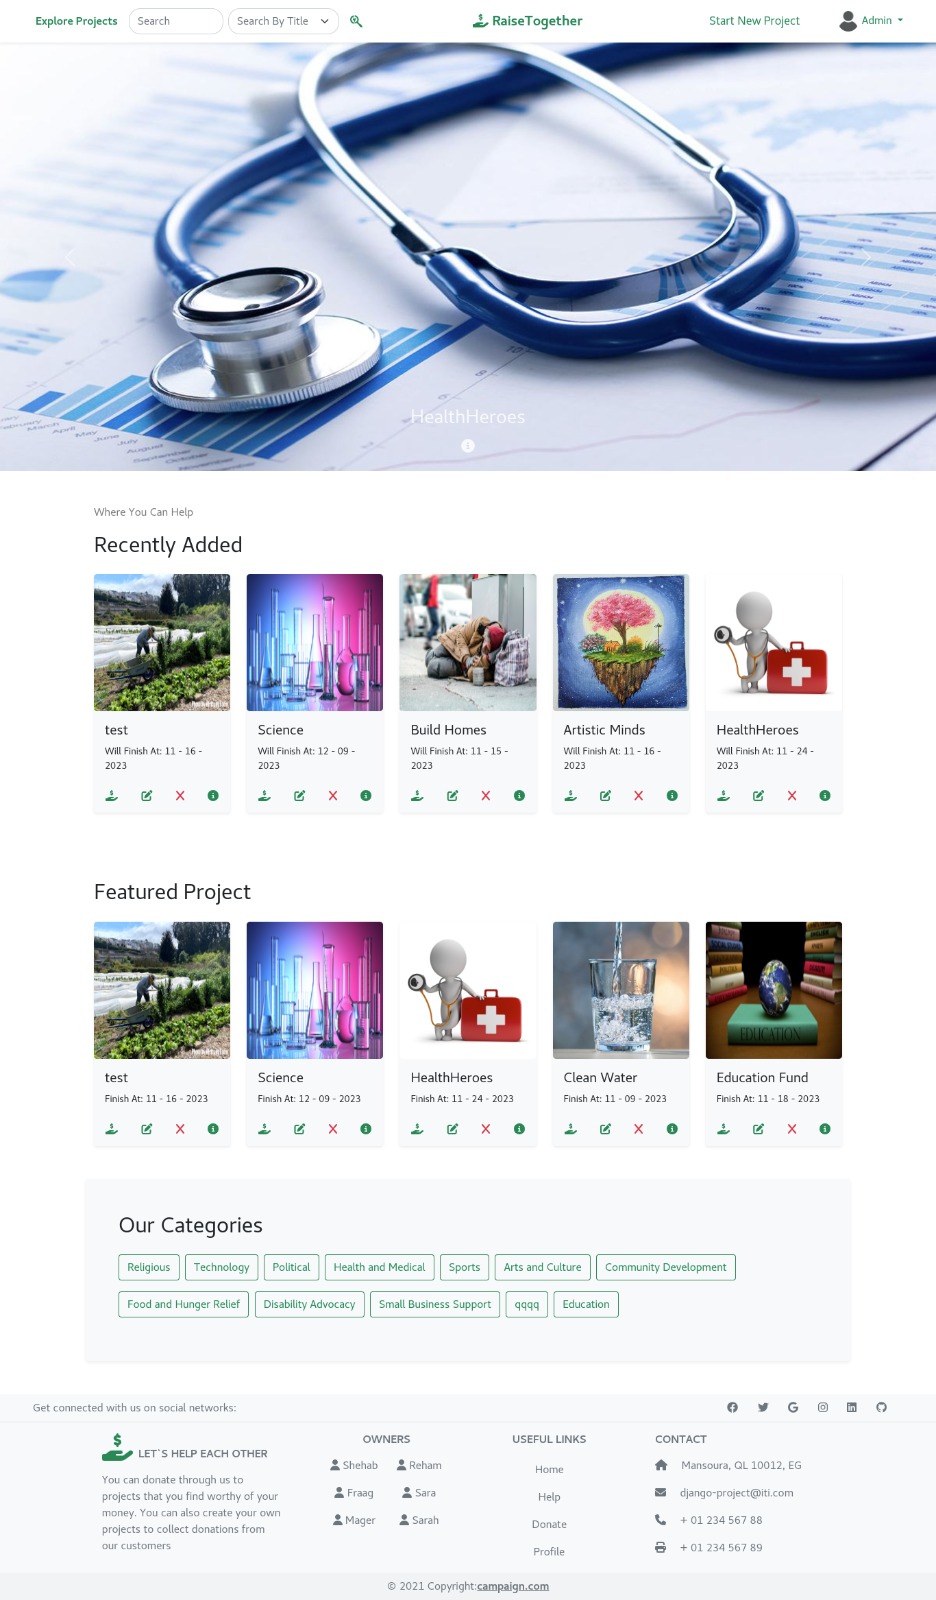 Explore Projects
Search
Search By Title
RaiseTogether
Start New Project
Admin
HealthHeroes
Where You Can Help
Recently Added
test
Will Finish At: 11 - 16 -
2023
Science
Will Finish At: 12 - 09 -
2023
Build Homes
Will Finish At: 11 - 15 -
2023
Artistic Minds
Will Finish At: 11 - 16 -
2023
HealthHeroes
Will Finish At: 11 - 24 -
2023
Featured Project
test
Finish At: 11 - 16 - 2023
Science
Finish At: 12 - 09 - 2023
HealthHeroes
Finish At: 11 - 24 - 2023
Clean Water
Finish At: 11 - 09 - 2023
EDUCATION
Education Fund
Finish At: 11 - 18 - 2023
Our Categories
Religious
Technology
Political
Health and Medical
Sports
Arts and Culture
Community Development
Food and Hunger Relief
Disability Advocacy
Small Business Support
qqqq
Education
Get connected with us on social networks:
LET`S HELP EACH OTHER
You can donate through us to
projects that you find worthy of your
money. You can also create your own
projects to collect donations from
our customers
OWNERS
Shehab
Reham
Fraag
Sara
Mager
Sarah
USEFUL LINKS
Home
Help
Donate
Profile
CONTACT
Mansoura, QL 10012, EG
django-project@iti.com
+ 01 234 567 88
+ 01 234 567 89
© 2021 Copyright:campaign.com